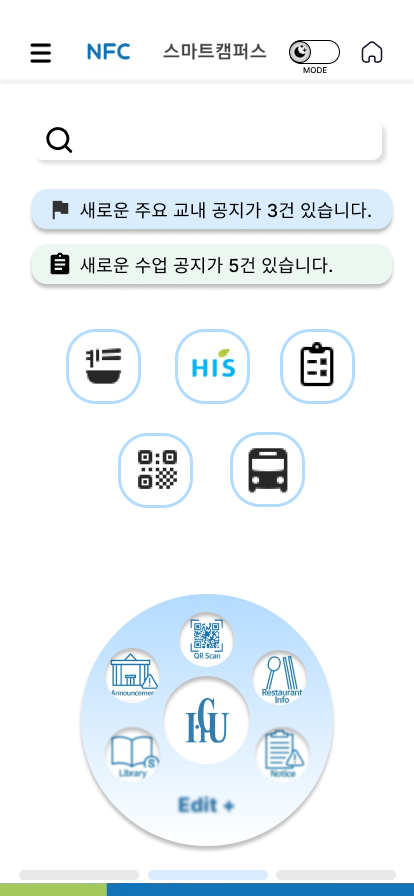 NFC 스마트캠퍼스
MODE
새로운 주요 교내 공지가 3건 있습니다.
새로운 수업 공지가 5건 있습니다.
HIS
QR Scan
Announcement
Restaurant
Info
HGU
Library
Notice
Edit +